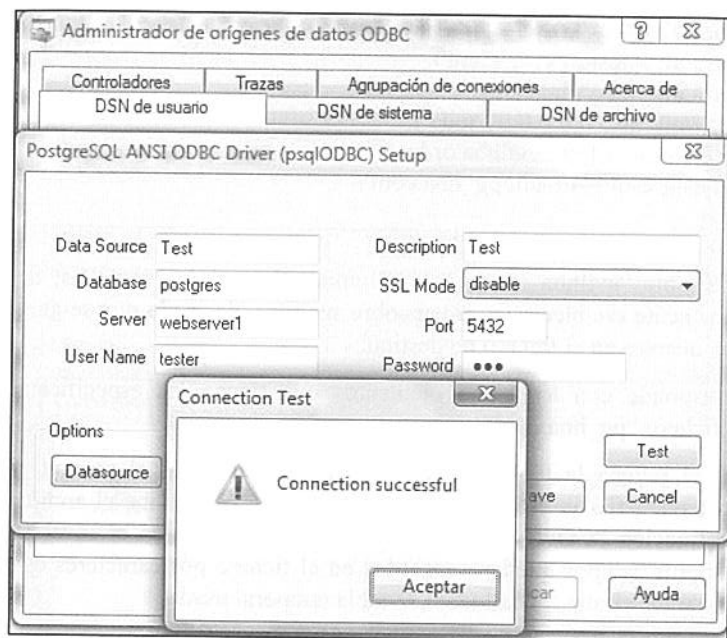 Administrador de orígenes de datos ODBC
Controladores Trazas Agrupación de conexiones Acerca de
DSN de usuario DSN de sistema DSN de archivo
PostgreSQL ANSI ODBC Driver (psqlODBC) Setup
Data Source Test Description Test
Database postgres SSL Mode disable
Server webserver1 Port 5432
User Name tester Password •••
Connection Test
Options
Connection successful
Test
Datasource
ave Cancel
Aceptar
car Ayuda